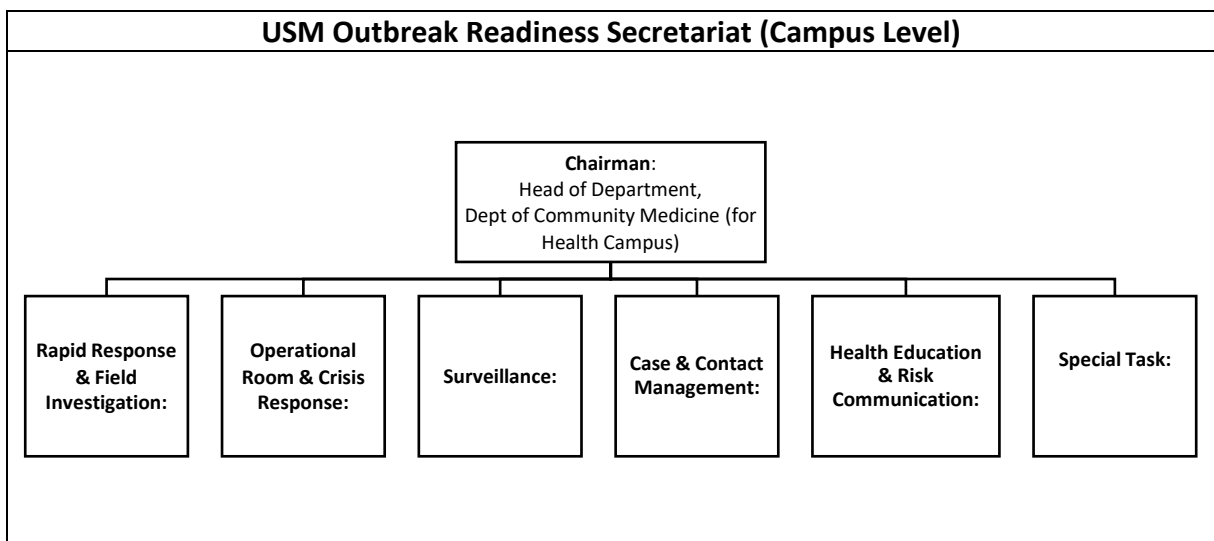 USM Outbreak Readiness Secretariat (Campus Level)
Chairman:
Head of Department,
Dept of Community Medicine (for
Health Campus)
Rapid Response
& Field
Investigation:
Operational
Room & Crisis
Response:
Surveillance:
Case & Contact
Management:
Health Education
& Risk
Communication:
Special Task: